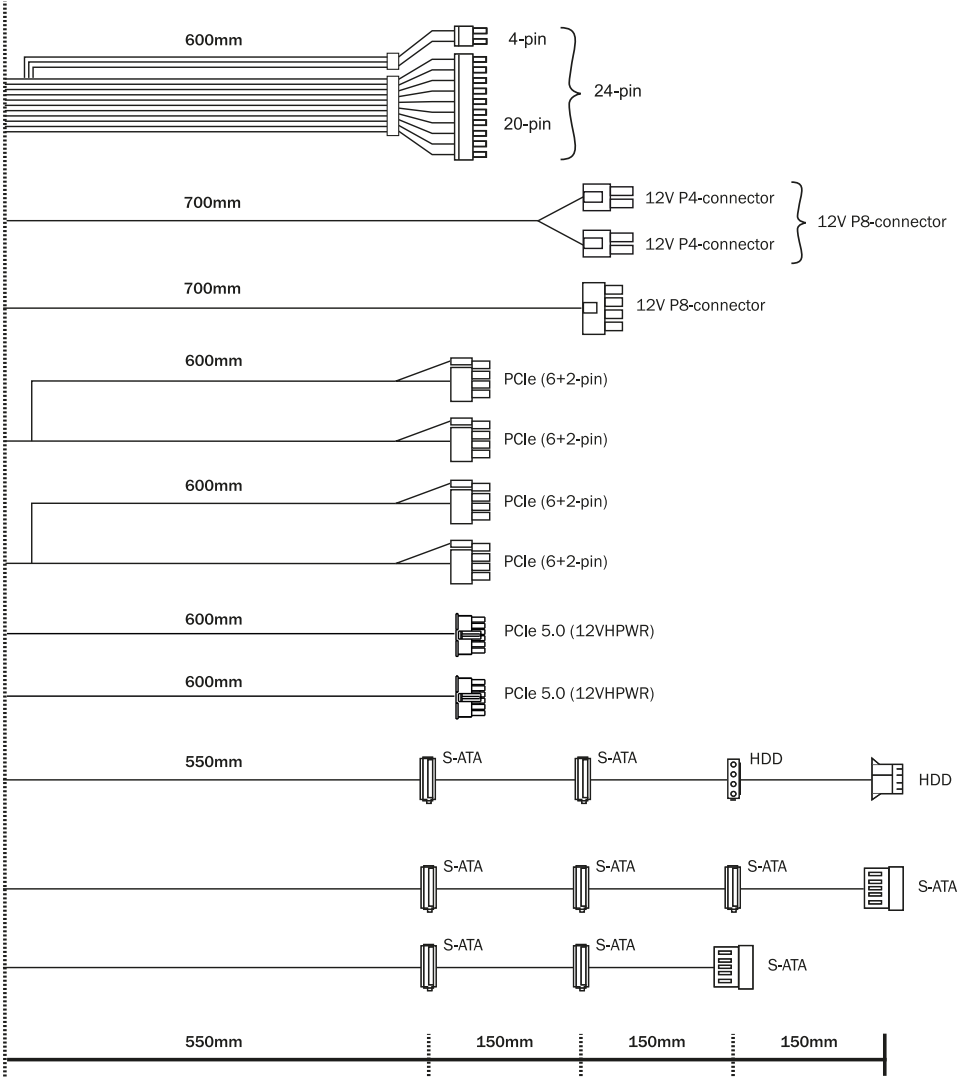 600mm
4-pin
24-pin
20-pin
700mm
12V P4-connector
12V P8-connector
12V P4-connector
700mm
12V P8-connector
600mm
PCIe (6+2-pin)
PCIe (6+2-pin)
600mm
PCIe (6+2-pin)
PCIe (6+2-pin)
600mm
PCIe 5.0 (12VHPWR)
600mm
PCIe 5.0 (12VHPWR)
550mm
S-ATA
S-ATA
HDD
HDD
S-ATA
S-ATA
S-ATA
S-ATA
S-ATA
S-ATA
S-ATA
550mm
150mm
150mm
150mm